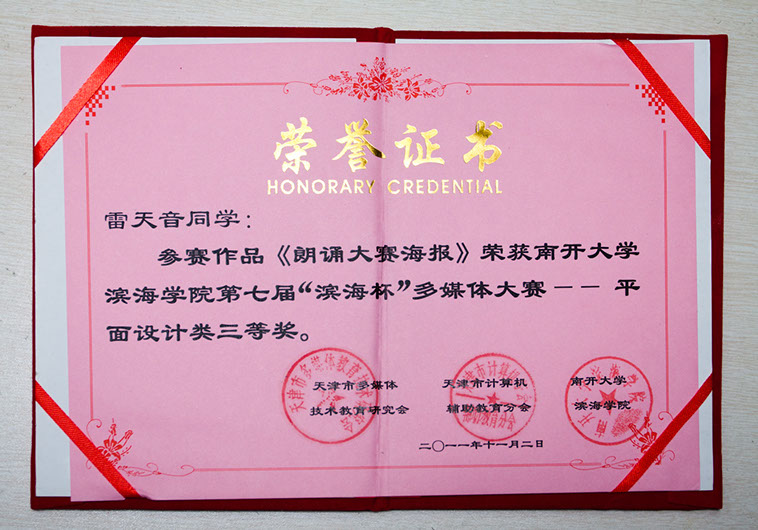 荣誉证书
HONORARY CREDENTIAL
雷天音同学：
参赛作品《朗诵大赛海报》荣获南开大学
滨海学院第七届“滨海杯”多媒体大赛—— 平
面设计类三等奖。
天津市多媒体 天津市计算机 南开大学
技术教育研究会 辅助教育分会 滨海学院
二〇一一年十一月二日